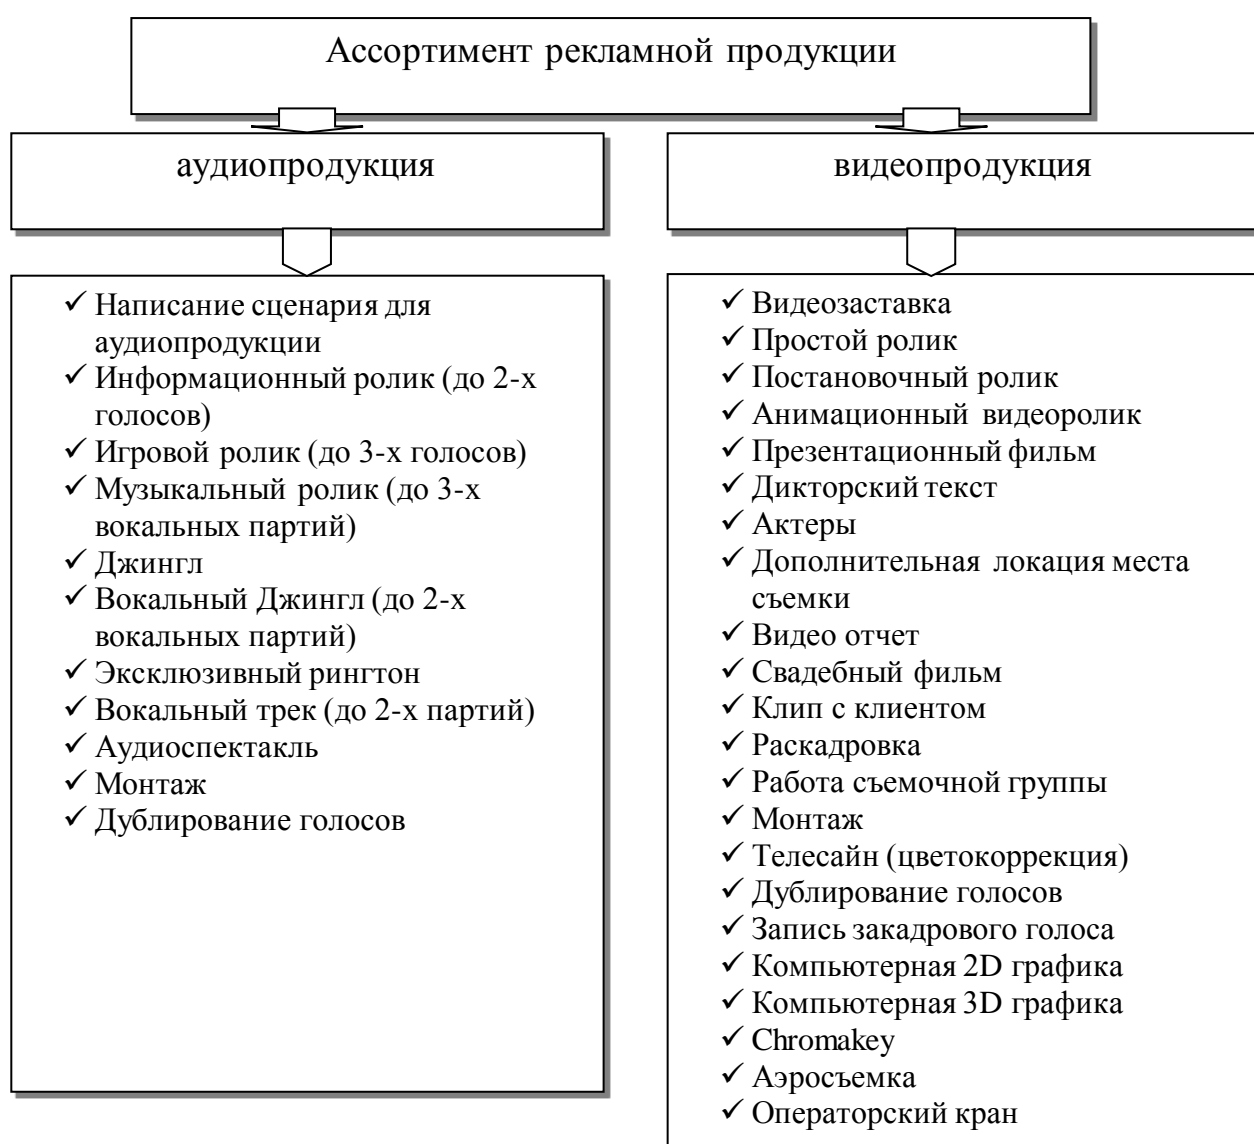 Ассортимент рекламной продукции
аудиопродукция
✓ Написание сценария для
аудиопродукции
✓ Информационный ролик (до 2-х
голосов)
✓ Игровой ролик (до 3-х голосов)
✓ Музыкальный ролик (до 3-х
вокальных партий)
✓ Джингл
✓ Вокальный Джингл (до 2-х
вокальных партий)
✓ Эксклюзивный рингтон
✓ Вокальный трек (до 2-х партий)
✓ Аудиоспектакль
✓ Монтаж
✓ Дублирование голосов
видеопродукция
✓ Видеозаставка
✓ Простой ролик
✓ Постановочный ролик
✓ Анимационный видеоролик
✓ Презентационный фильм
✓ Дикторский текст
✓ Актеры
✓ Дополнительная локация места
съемки
✓ Видео отчет
✓ Свадебный фильм
✓ Клип с клиентом
✓ Раскадровка
✓ Работа съемочной группы
✓ Монтаж
✓ Телесайн (цветокоррекция)
✓ Дублирование голосов
✓ Запись закадрового голоса
✓ Компьютерная 2D графика
✓ Компьютерная 3D графика
✓ Chromakey
✓ Аэросъемка
✓ Операторский кран